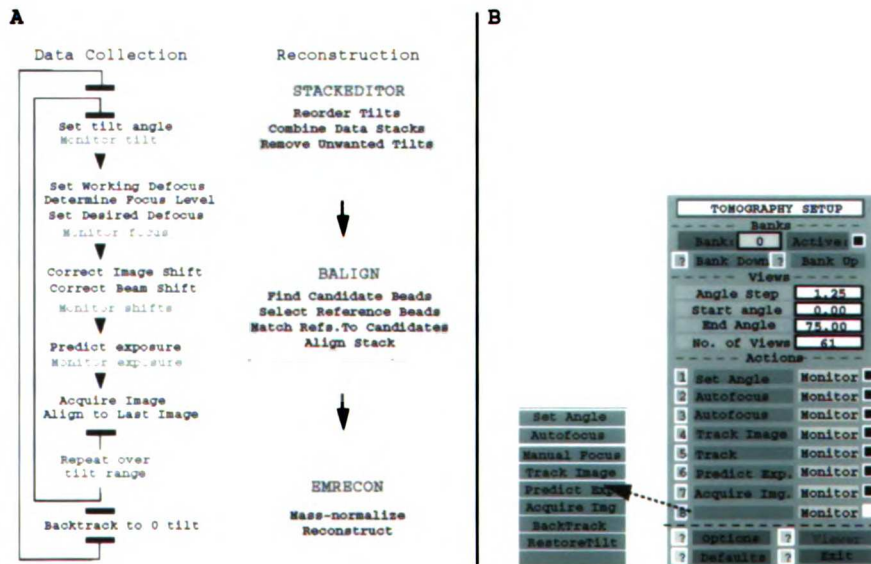 A
Data Collection
Set tilt angle
Monitor tilt
Set Working Defocus
Determine Focus Level
Set Desired Defocus
Monitor focus
Correct Image Shift
Correct Beam Shift
Monitor shifts
Predict exposure
Monitor exposure
Acquire Image
Align to Last Image
Repeat over
tilt range
Backtrack to 0 tilt
Reconstruction
STACKEDITOR
Reorder Tilts
Combine Data Stacks
Remove Unwanted Tilts
BALIGN
Find Candidate Beads
Select Reference Beads
Match Refs.To Candidates
Align Stack
EMRECON
Mass-normalize
Reconstruct
B
Set Angle
Autofocus
Manual Focus
Track Image
Predict Exp
Acquire Img
BackTrack
RestoreTilt
TOMOGRAPHY SETUP
Banks
Bank: 0 Active:
? Bank Down ? Bank Up
Views
Angle Step 1.25
Start angle 0.00
End Angle 75.00
No. of Views 61
Actions
1 Set Angle Monitor
2 Autofocus Monitor
3 Autofocus Monitor
4 Track Image Monitor
5 Track Monitor
6 Predict Exp. Monitor
7 Acquire Img. Monitor
8 Monitor
? Options ? Viewer
? Defaults ? Exit